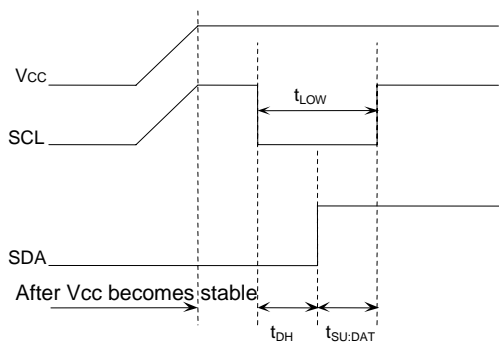 VCC
tLOW
SCL
SDA
After Vcc becomes stable
tDH
tSU;DAT